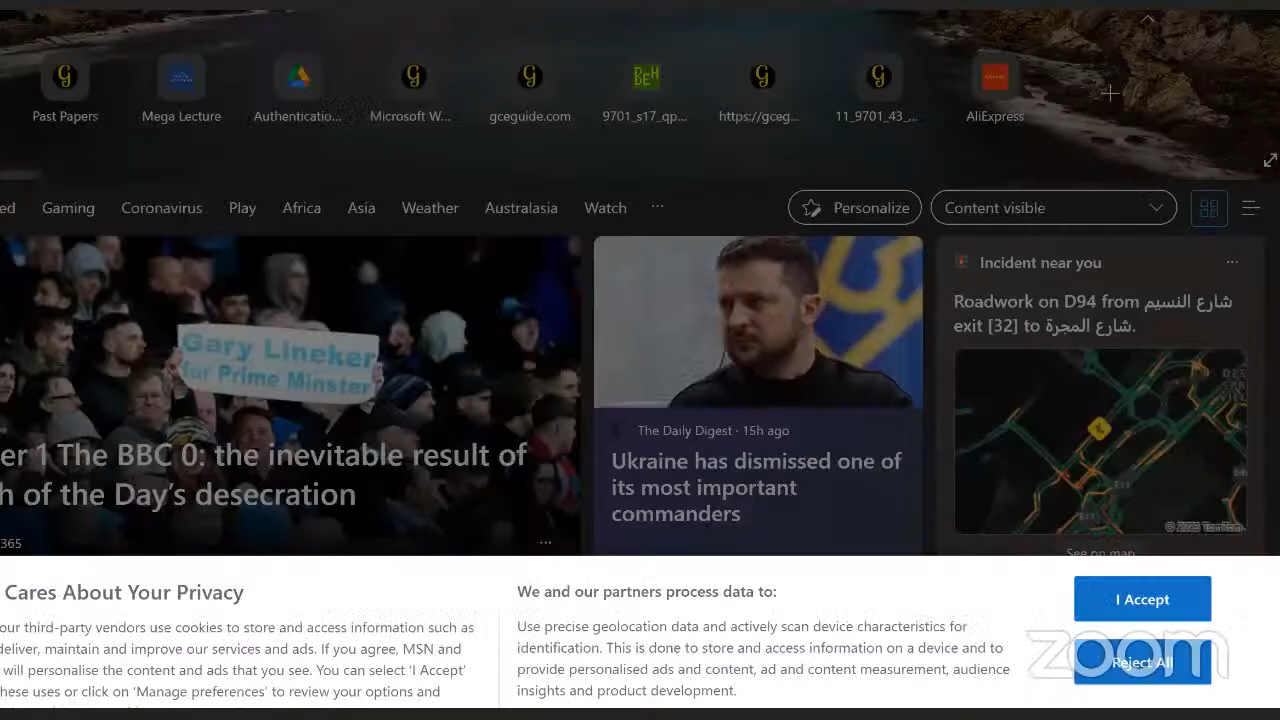 Past Papers
Mega Lecture
Authenticatio...
Microsoft W...
gceguide.com
BEH
9701_s17_qp...
https://gceg...
11_9701_43_...
AliExpress
ed Gaming Coronavirus Play Africa Asia Weather Australasia Watch ...
Personalize
Content visible
Gary Lineker
for Prime Minster
er 1 The BBC 0: the inevitable result of
h of the Day's desecration
365
The Daily Digest · 15h ago
Ukraine has dismissed one of
its most important
commanders
Incident near you
Roadwork on D94 from شارع النسيم
exit [32] to شارع المجرة.
See on map
Cares About Your Privacy
our third-party vendors use cookies to store and access information such as
deliver, maintain and improve our services and ads. If you agree, MSN and
will personalise the content and ads that you see. You can select 'I Accept'
hese uses or click on 'Manage preferences' to review your options and
We and our partners process data to:
Use precise geolocation data and actively scan device characteristics for
identification. This is done to store and access information on a device and to
provide personalised ads and content, ad and content measurement, audience
insights and product development.
I Accept
Reject All
zoom